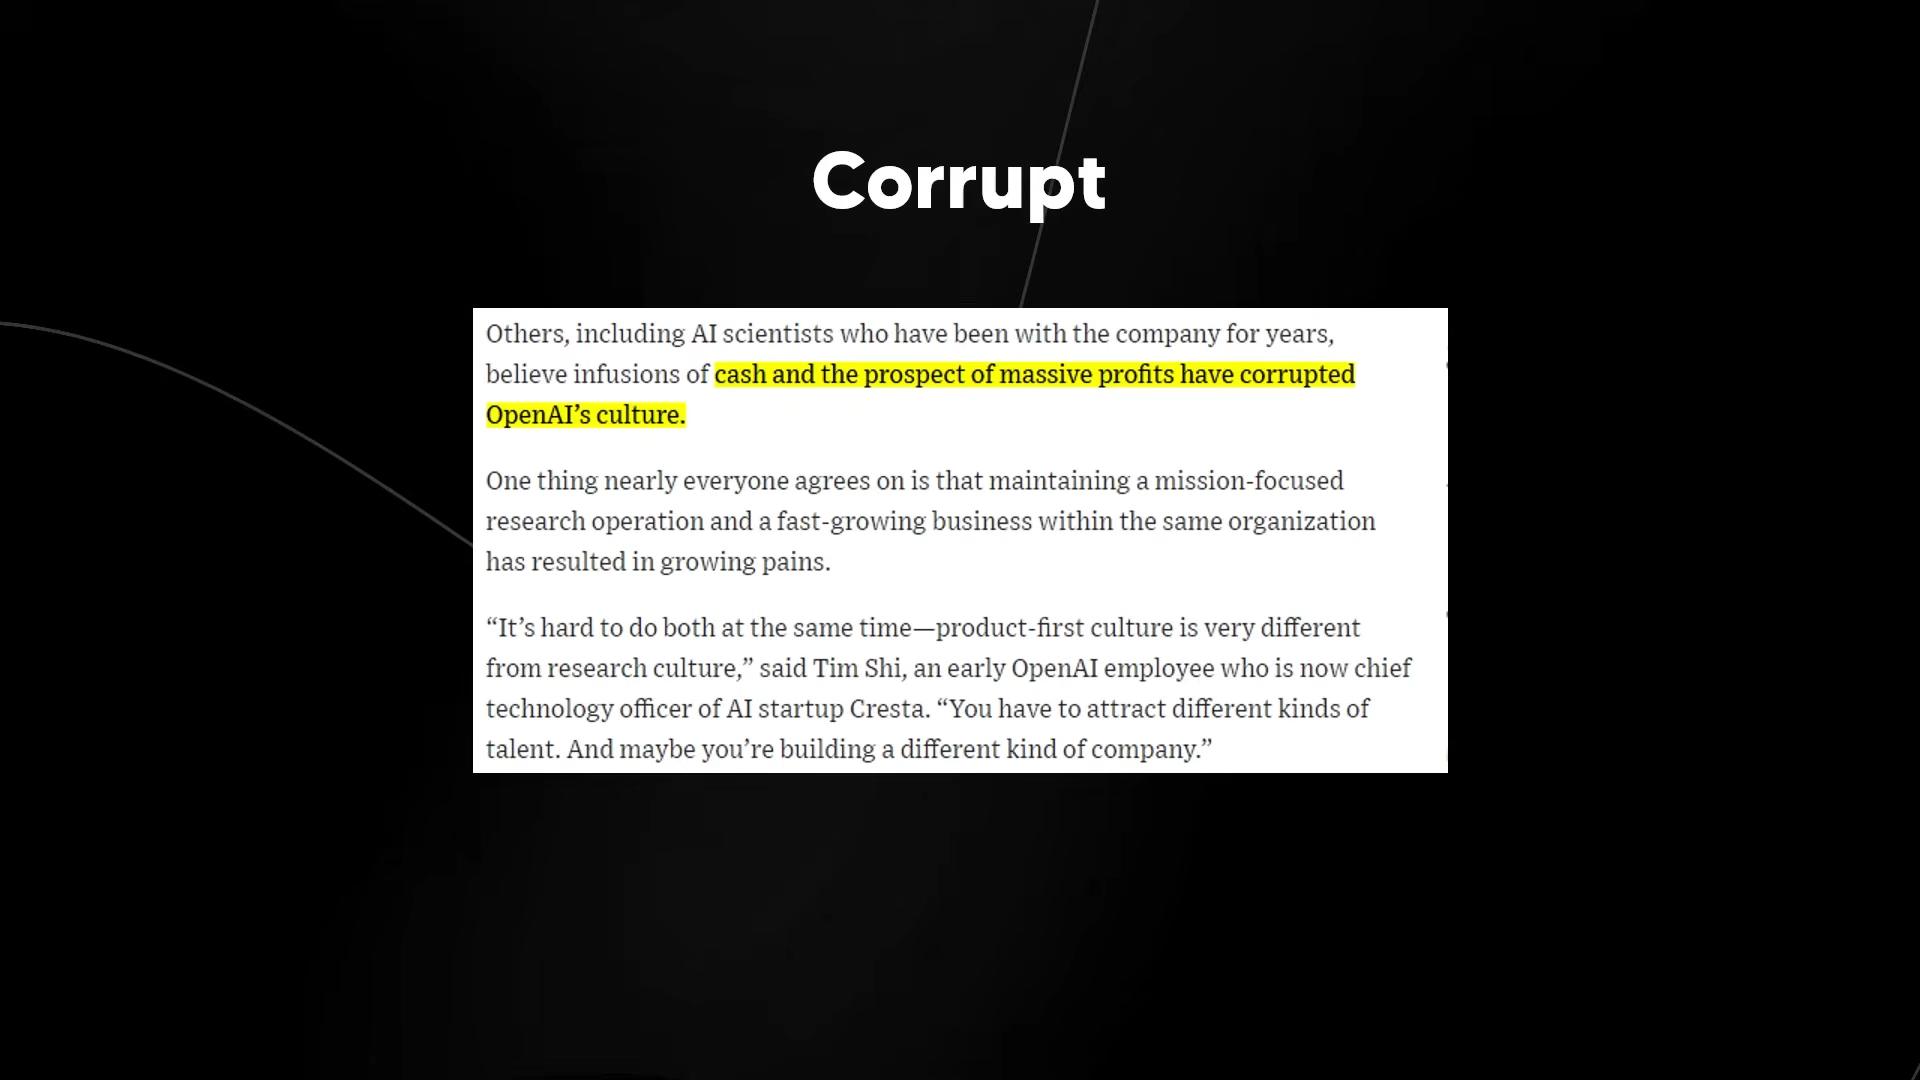 Corrupt
Others, including AI scientists who have been with the company for years,
believe infusions of cash and the prospect of massive profits have corrupted
OpenAI’s culture.
One thing nearly everyone agrees on is that maintaining a mission-focused
research operation and a fast-growing business within the same organization
has resulted in growing pains.
“It’s hard to do both at the same time—product-first culture is very different
from research culture,” said Tim Shi, an early OpenAI employee who is now chief
technology officer of AI startup Cresta. “You have to attract different kinds of
talent. And maybe you’re building a different kind of company.”